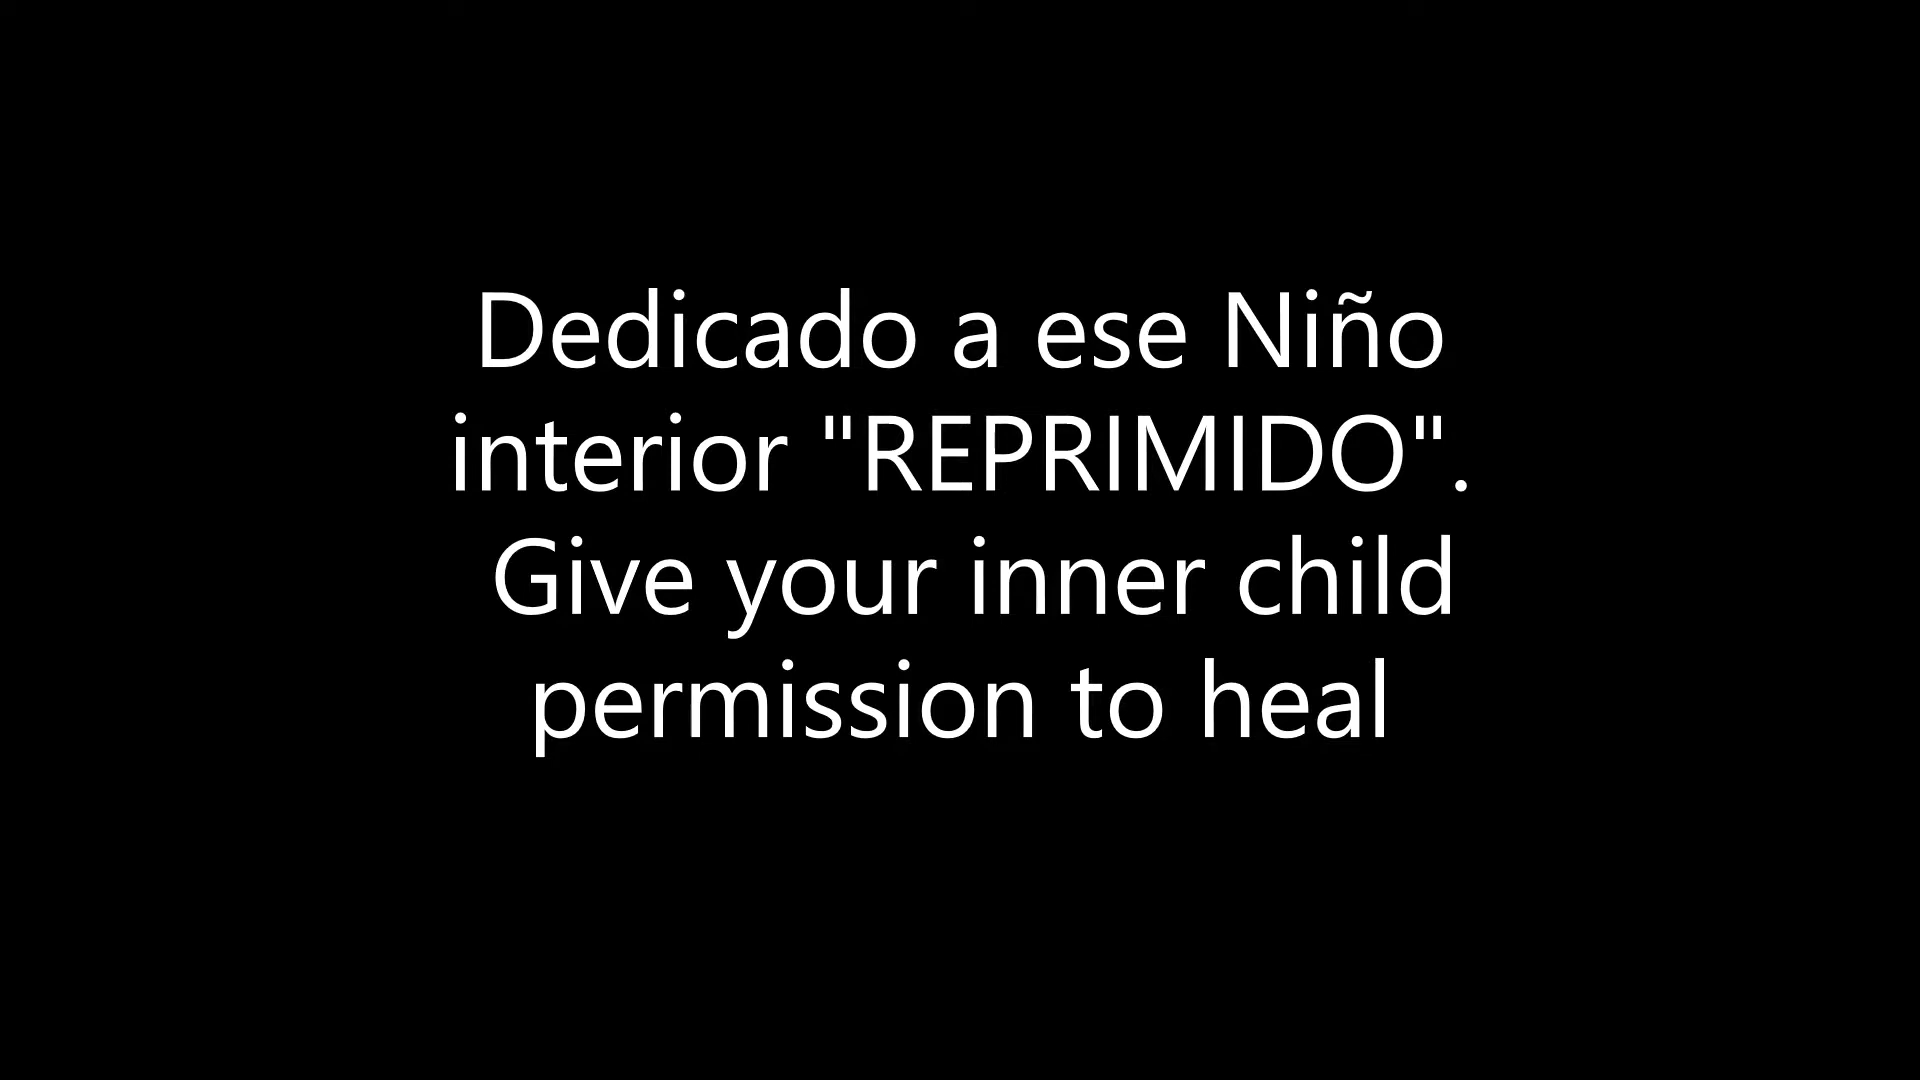 Dedicado a ese Niño
interior "REPRIMIDO".
Give your inner child
permission to heal